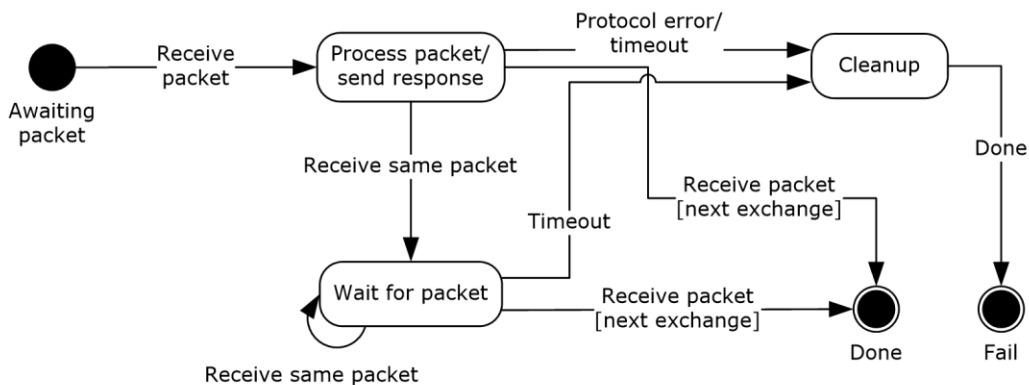 Protocol error/
timeout
Receive
packet
Process packet/
send response
Cleanup
Awaiting
packet
Done
Receive same packet
Receive packet
[next exchange]
Timeout
Wait for packet
Receive packet
[next exchange]
Done
Fail
Receive same packet